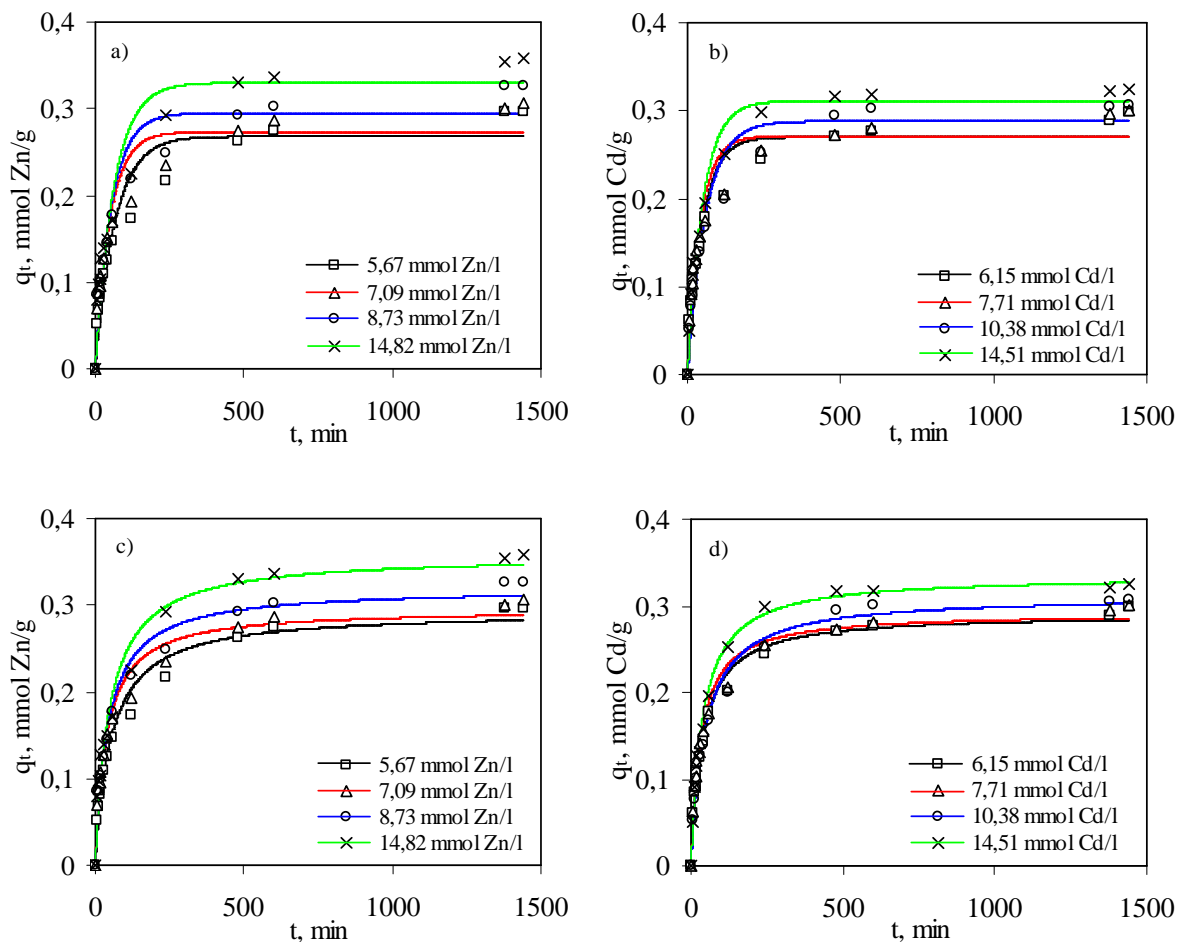 a)
qₜ, mmol Zn/g
0,4
0,3
0,2
0,1
0
5,67 mmol Zn/l
7,09 mmol Zn/l
8,73 mmol Zn/l
14,82 mmol Zn/l
0 500 1000 1500
t, min
b)
qₜ, mmol Cd/g
0,4
0,3
0,2
0,1
0
6,15 mmol Cd/l
7,71 mmol Cd/l
10,38 mmol Cd/l
14,51 mmol Cd/l
0 500 1000 1500
t, min
c)
qₜ, mmol Zn/g
0,4
0,3
0,2
0,1
0
5,67 mmol Zn/l
7,09 mmol Zn/l
8,73 mmol Zn/l
14,82 mmol Zn/l
0 500 1000 1500
t, min
d)
qₜ, mmol Cd/g
0,4
0,3
0,2
0,1
0
6,15 mmol Cd/l
7,71 mmol Cd/l
10,38 mmol Cd/l
14,51 mmol Cd/l
0 500 1000 1500
t, min